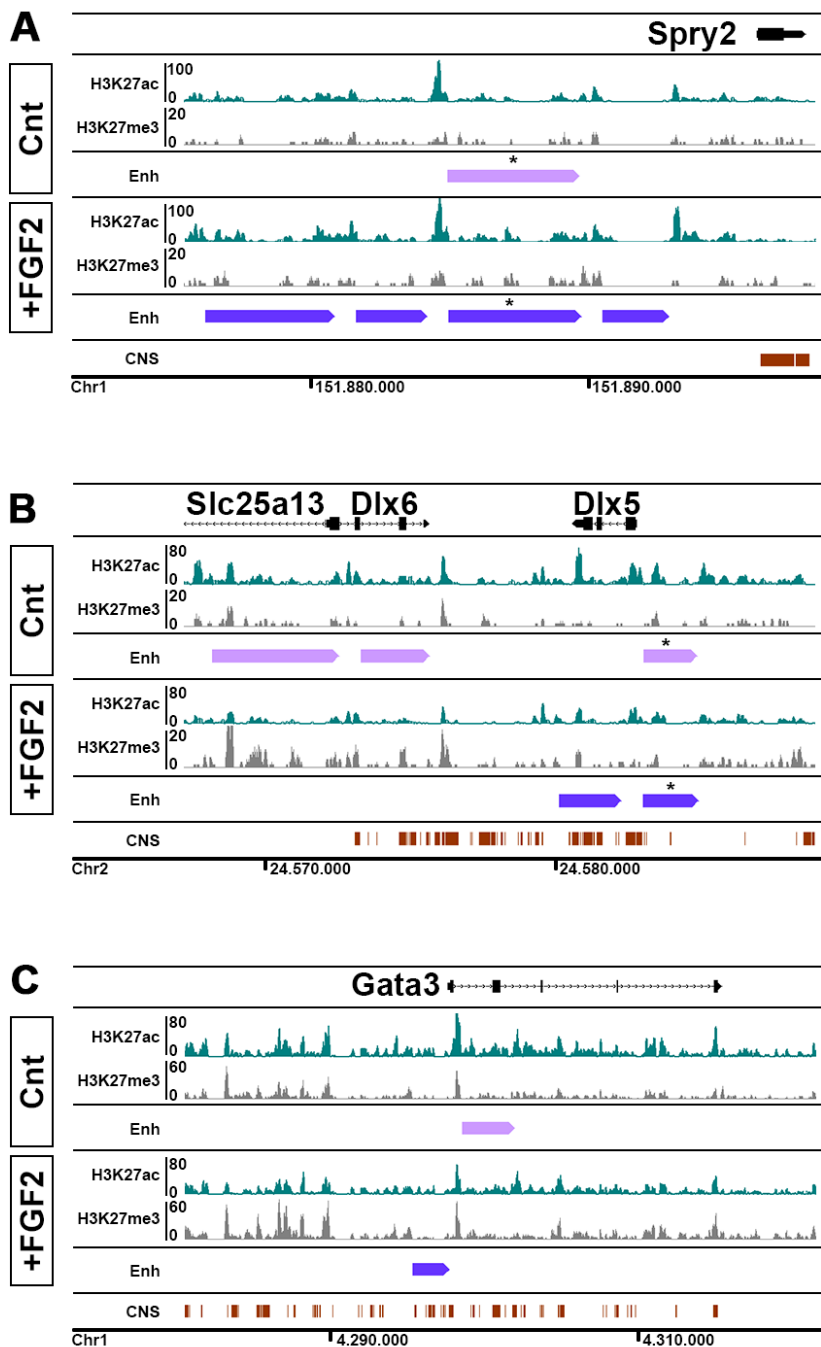 A
Spry2
Cnt
H3K27ac
100
0
H3K27me3
20
0
Enh
*
+FGF2
H3K27ac
100
0
H3K27me3
20
0
Enh
*
CNS
Chr1
151.880.000
151.890.000
B
Slc25a13 Dlx6 Dlx5
Cnt
H3K27ac
80
0
H3K27me3
20
0
Enh
*
+FGF2
H3K27ac
80
0
H3K27me3
20
0
Enh
*
CNS
Chr2
24.570.000
24.580.000
C
Gata3
Cnt
H3K27ac
80
0
H3K27me3
60
0
Enh
+FGF2
H3K27ac
80
0
H3K27me3
60
0
Enh
CNS
Chr1
4.290.000
4.310.000